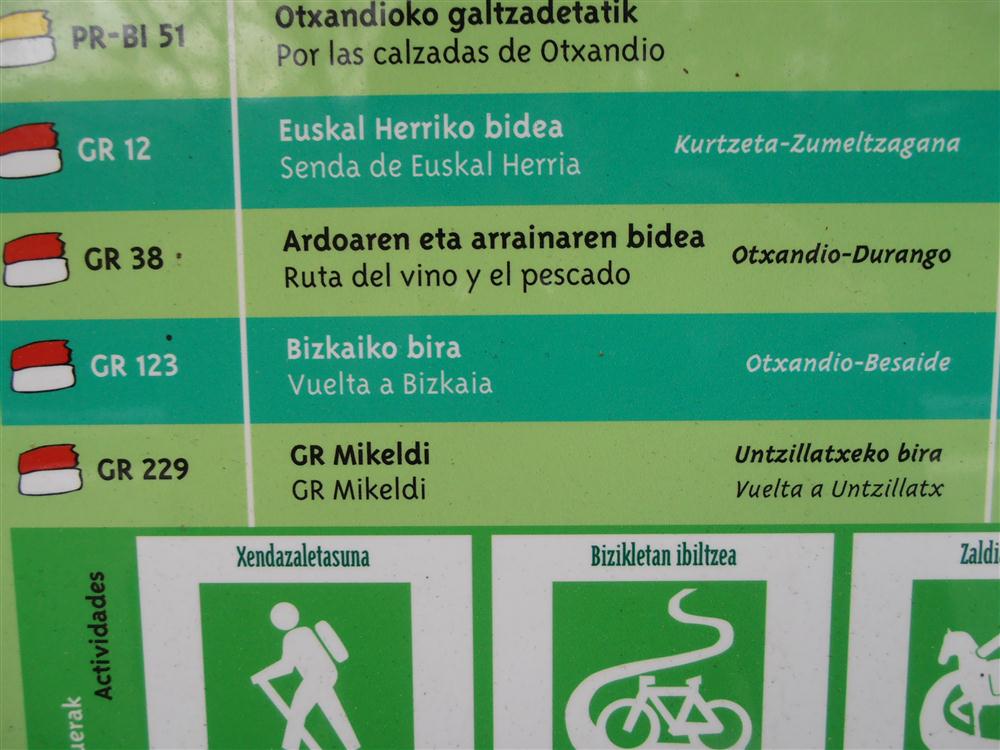 PR-BI 51
Otxandioko galtzadetatik
Por las calzadas de Otxandio
GR 12
Euskal Herriko bidea
Senda de Euskal Herria
Kurtzeta-Zumeltzagana
GR 38
Ardoaren eta arrainaren bidea
Ruta del vino y el pescado
Otxandio-Durango
GR 123
Bizkaiko bira
Vuelta a Bizkaia
Otxandio-Besaide
GR 229
GR Mikeldi
GR Mikeldi
Untzillatxeko bira
Vuelta a Untzillatx
Actividades
Xendazaletasuna
Bizikletan ibiltzea